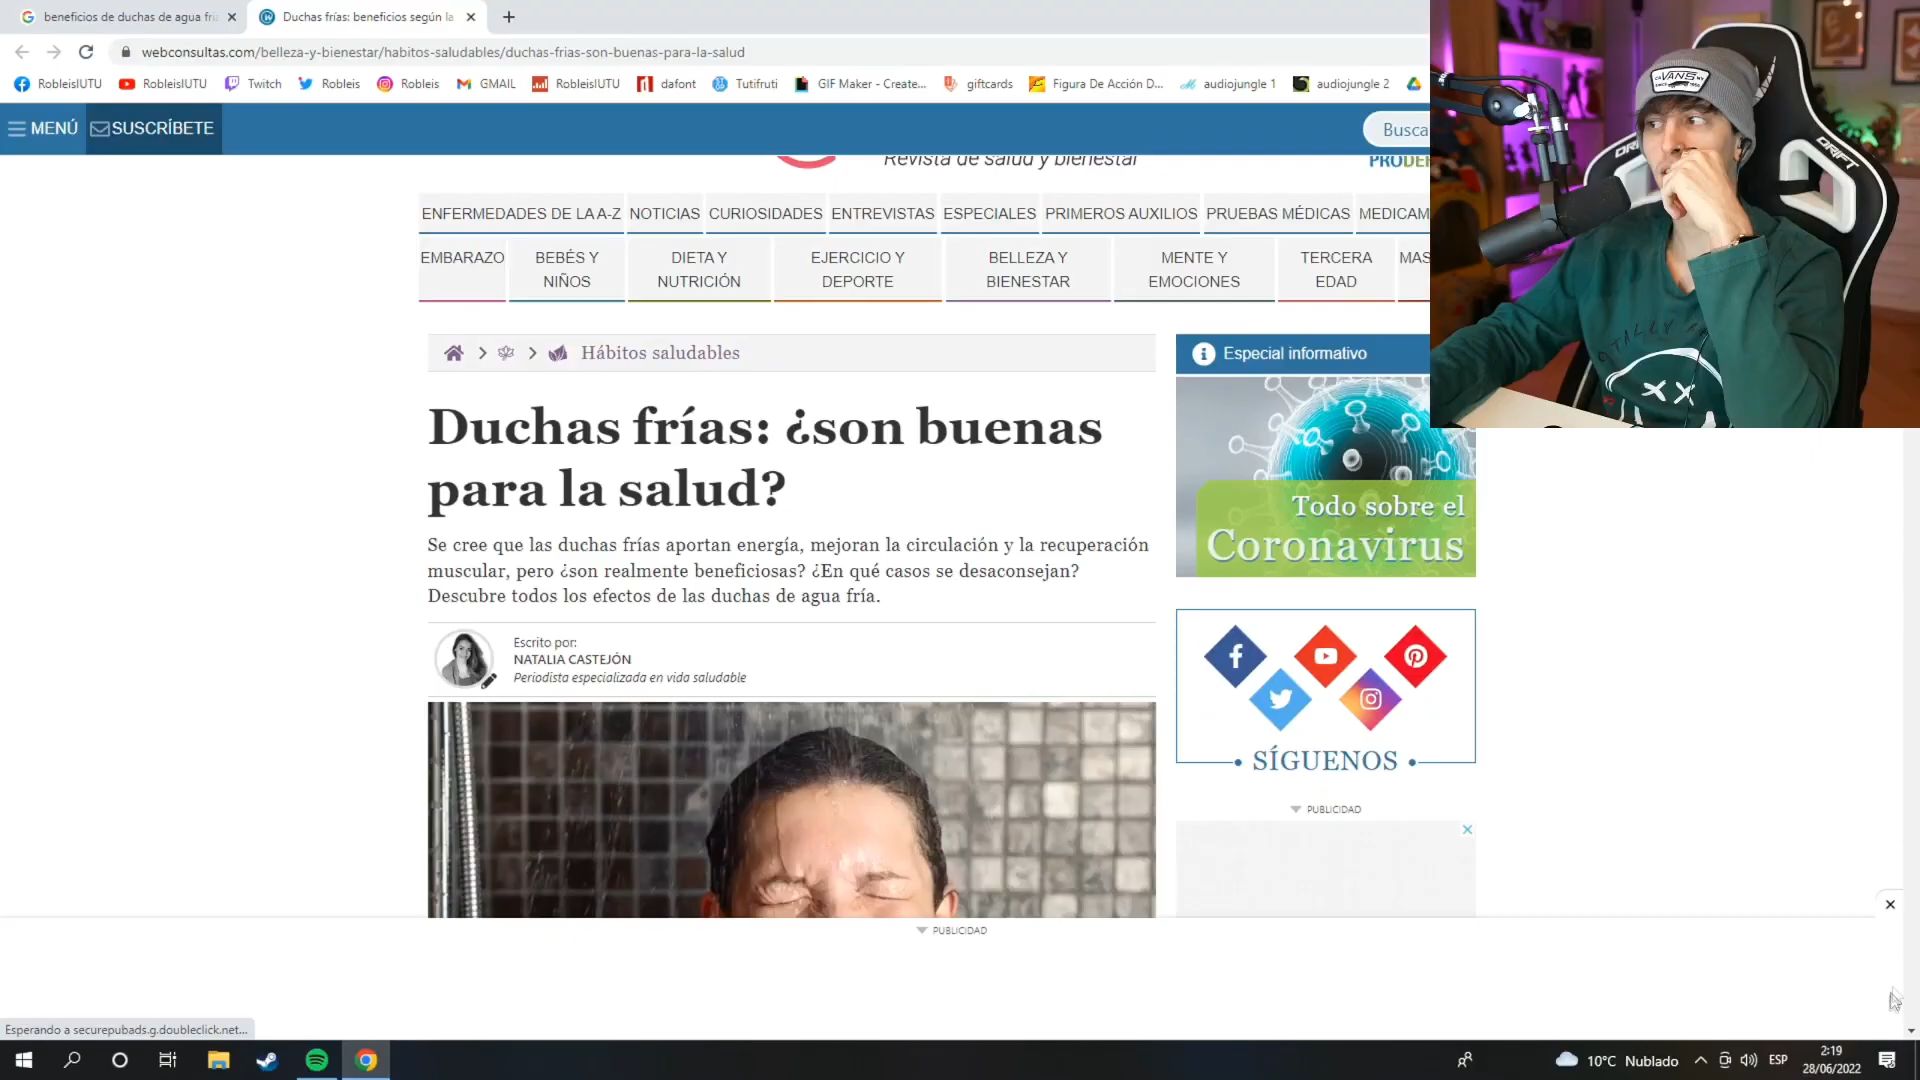 beneficios de duchas de agua fría
Duchas frías: beneficios según la
webconsultas.com/belleza-y-bienestar/habitos-saludables/duchas-frias-son-buenas-para-la-salud
RobleisIUTU
RobleisIUTU
Twitch
Robleis
Robleis
GMAIL
RobleisIUTU
dafont
Tutifruti
GIF Maker - Create...
giftcards
Figura De Acción D...
audiojungle 1
audiojungle 2
MENÚ
SUSCRÍBETE
Busca
Revista de salud y bienestar
PRODE
ENFERMEDADES DE LA A-Z
NOTICIAS
CURIOSIDADES
ENTREVISTAS
ESPECIALES
PRIMEROS AUXILIOS
PRUEBAS MÉDICAS
MEDICAM
EMBARAZO
BEBÉS Y
NIÑOS
DIETA Y
NUTRICIÓN
EJERCICIO Y
DEPORTE
BELLEZA Y
BIENESTAR
MENTE Y
EMOCIONES
TERCERA
EDAD
MAS
Hábitos saludables
Duchas frías: ¿son buenas
para la salud?
Se cree que las duchas frías aportan energía, mejoran la circulación y la recuperación
muscular, pero ¿son realmente beneficiosas? ¿En qué casos se desaconsejan?
Descubre todos los efectos de las duchas de agua fría.
Escrito por:
NATALIA CASTEJÓN
Periodista especializada en vida saludable
Especial informativo
Todo sobre el
Coronavirus
SÍGUENOS
PUBLICIDAD
PUBLICIDAD
VANS
DRIFT
Esperando a securepubads.g.doubleclick.net...
10°C Nublado
ESP
2:19
28/06/2022